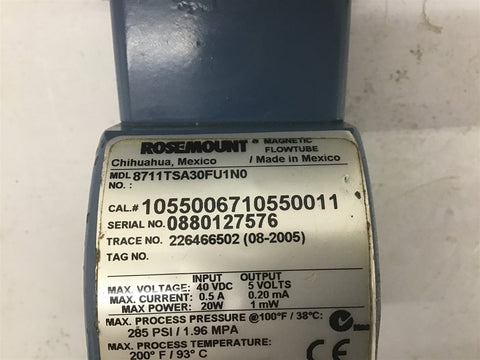 ROSEMOUNT® MAGNETIC FLOWTUBE
Chihuahua, Mexico / Made in Mexico
MDL NO.: 8711TSA30FU1N0
CAL.# 1055006710550011
SERIAL NO. 0880127576
TRACE NO. 226466502 (08-2005)
TAG NO.
INPUT OUTPUT
MAX. VOLTAGE: 40 VDC 5 VOLTS
MAX. CURRENT: 0.5 A 0.20 mA
MAX. POWER: 20W 1 mW
MAX. PROCESS PRESSURE @100°F / 38°C:
285 PSI / 1.96 MPA
MAX. PROCESS TEMPERATURE:
200° F / 93° C
CE